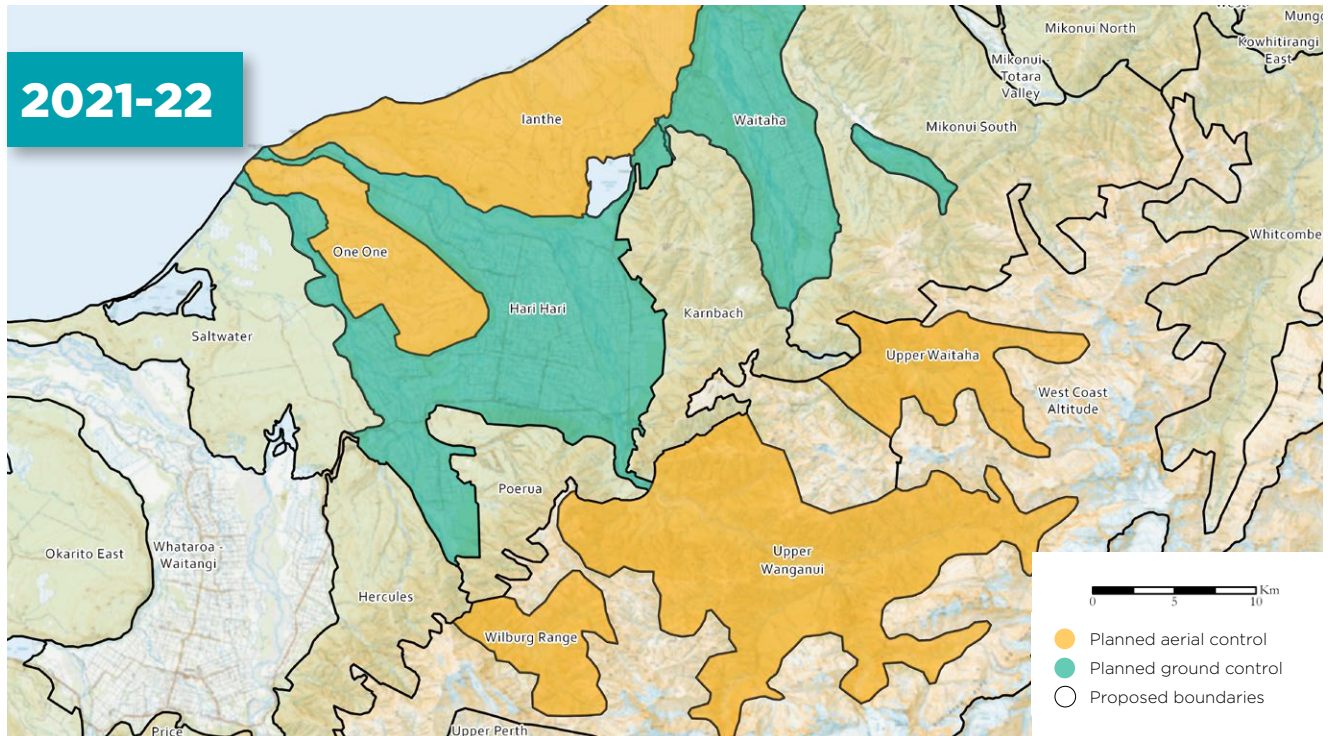 2021-22
Mikonui North
Kowhitirangi
East
Mikonui -
Totara
Valley
Ianthe
Waitaha
Mikonui South
One One
Whitcombe
Hari Hari
Karnbach
Saltwater
Upper Waitaha
West Coast
Altitude
Poerua
Okarito East
Whataroa -
Waitangi
Upper
Wanganui
Hercules
Wilburg Range
Upper Perth
Price
Km
0 5 10
Planned aerial control
Planned ground control
Proposed boundaries